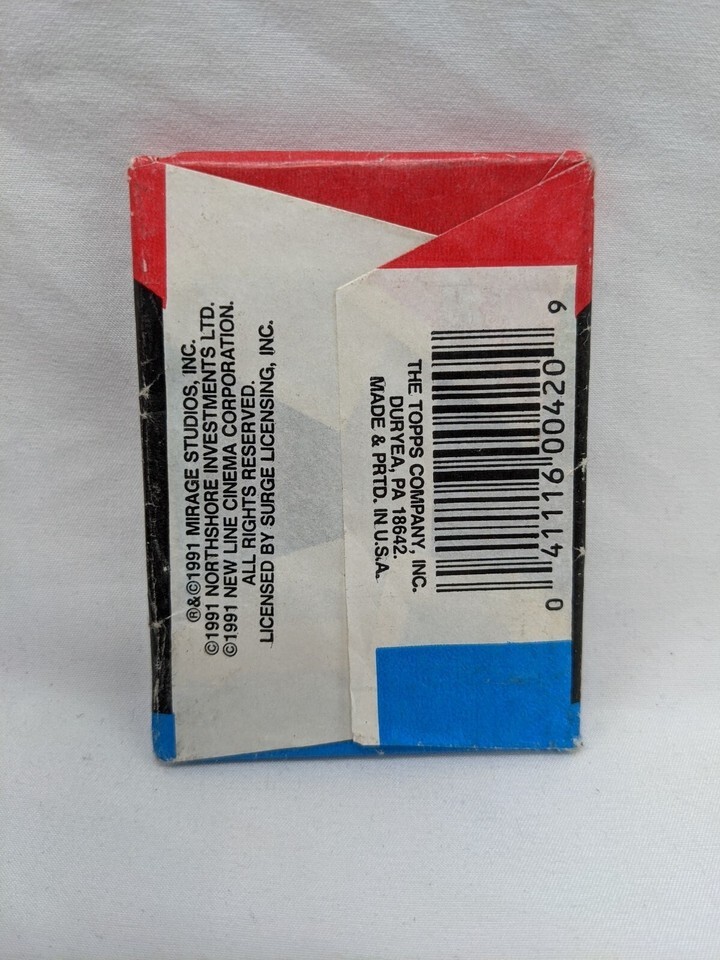 ®&©1991 MIRAGE STUDIOS, INC.
©1991 NORTHSHORE INVESTMENTS LTD.
©1991 NEW LINE CINEMA CORPORATION.
ALL RIGHTS RESERVED.
LICENSED BY SURGE LICENSING, INC.
THE TOPPS COMPANY, INC.
DURYEA, PA 18642.
MADE & PRTD. IN U.S.A.
0 41116 00420 9